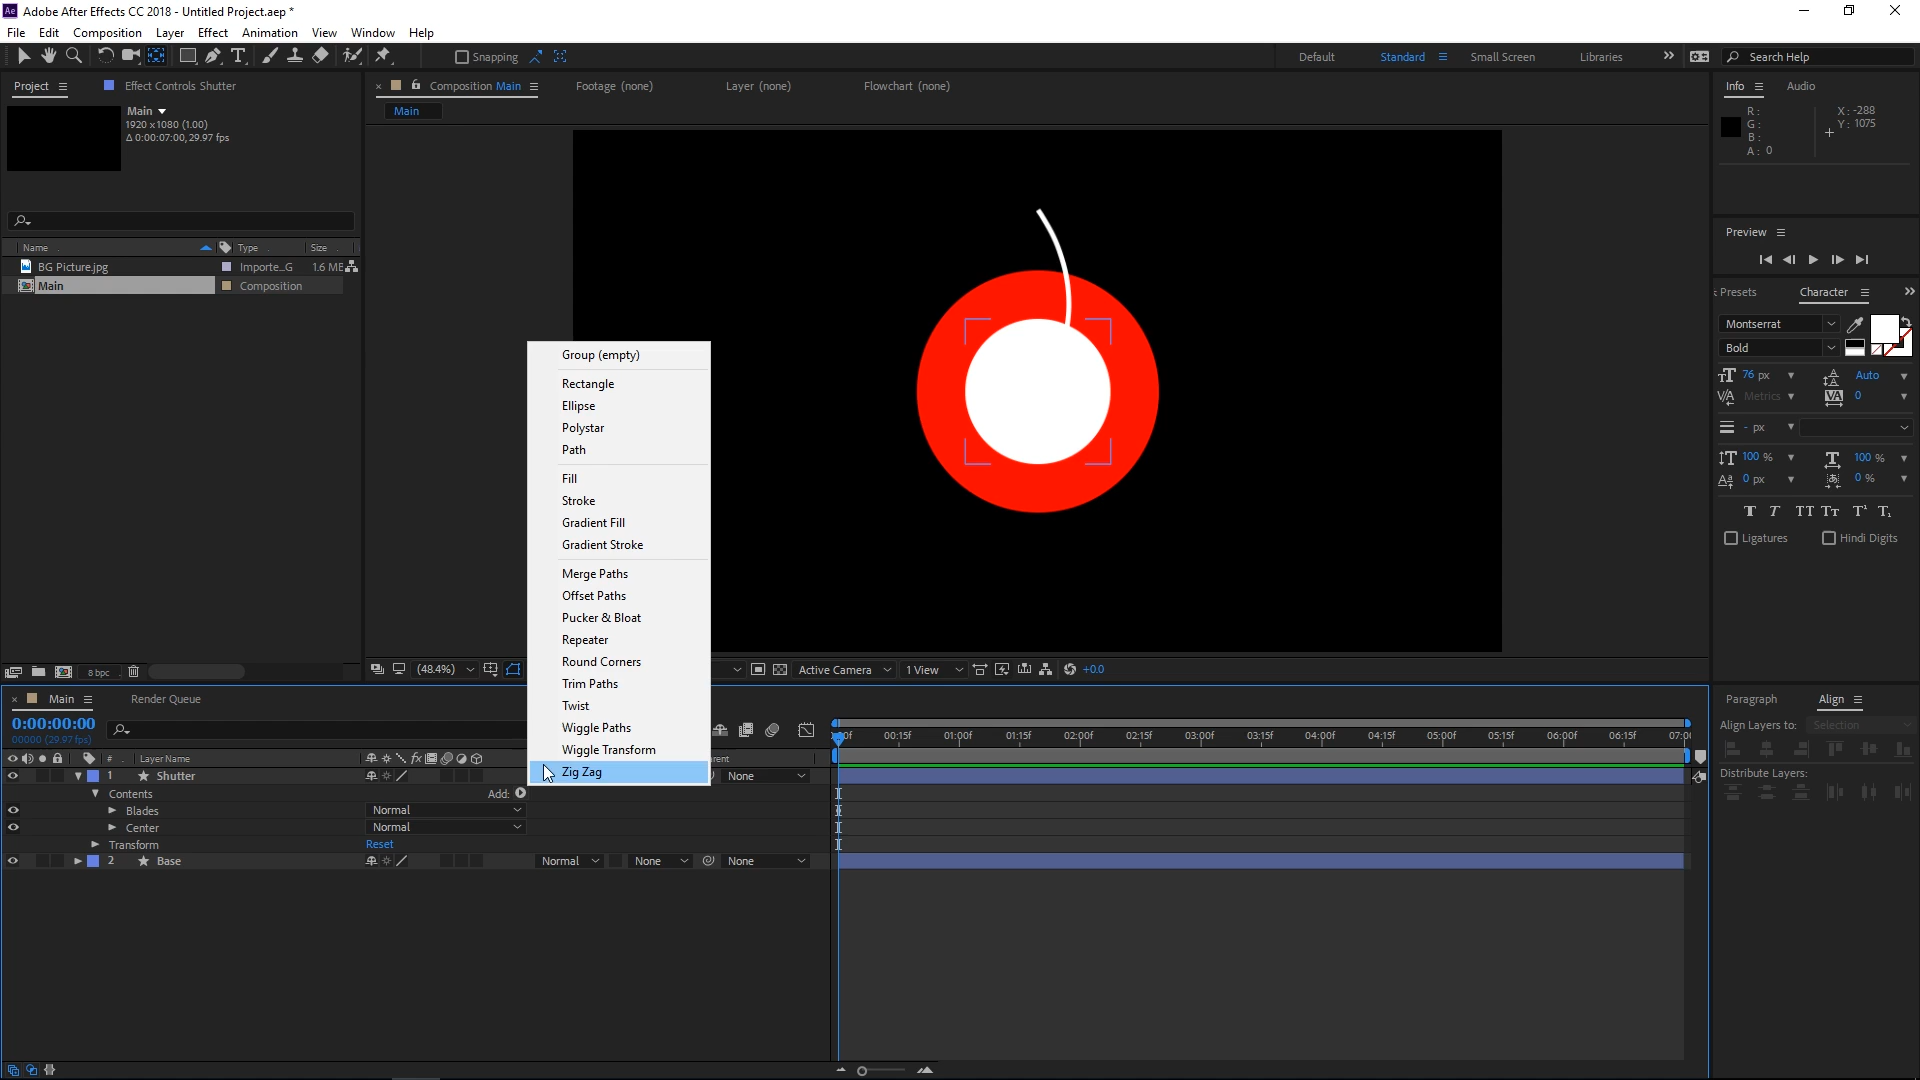 Ae Adobe After Effects CC 2018 - Untitled Project.aep *
File Edit Composition Layer Effect Animation View Window Help
Snapping
Default Standard Small Screen Libraries Search Help
Project Effect Controls Shutter
Composition Main Footage (none) Layer (none) Flowchart (none)
Info Audio
Main
1920 x 1080 (1.00)
Δ 0:00:07:00, 29.97 fps
Main
R:
G:
B:
A: 0
X: -288
Y: 1075
Preview
Name Type Size
BG Picture.jpg Importe...G 1.6 ME
Main Composition
Presets Character
Montserrat
Bold
76 px Auto
Metrics 0
- px
100 % 100 %
0 px 0 %
T T TT Tt T¹ T₁
Ligatures Hindi Digits
Group (empty)
Rectangle
Ellipse
Polystar
Path
Fill
Stroke
Gradient Fill
Gradient Stroke
Merge Paths
Offset Paths
Pucker & Bloat
Repeater
Round Corners
Trim Paths
Twist
Wiggle Paths
Wiggle Transform
Zig Zag
8 bpc
(48.4%) Active Camera 1 View +0.0
Main Render Queue
0:00:00:00
00000 (29.97 fps)
00:15f 01:00f 01:15f 02:00f 02:15f 03:00f 03:15f 04:00f 04:15f 05:00f 05:15f 06:00f 06:15f 07:0
# Layer Name
1 Shutter None
Contents Add:
Blades Normal
Center Normal
Transform Reset
2 Base Normal None None
Paragraph Align
Align Layers to: Selection
Distribute Layers: